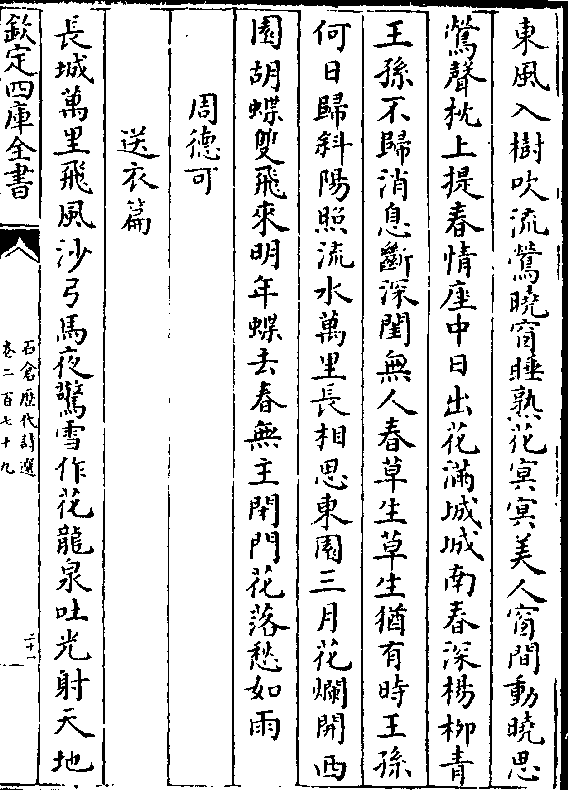 東風入樹吹流鶯曉窗睡熟花冥冥美人窗間動曉思
鶯聲枕上提春情座中日出花滿城城南春深楊柳青
王孫不歸消息斷深閨無人春草生草生猶有時王孫
何日歸斜陽照流水萬里長相思東園三月花爛開西
園胡蝶雙飛來明年蝶去春無主閉門花落愁如雨
周德可
送衣篇
長城萬里飛風沙弓馬夜驚雪作花龍泉吐光射天地
欽定四庫全書
石倉歷代詩選
卷二百七十九
二十一